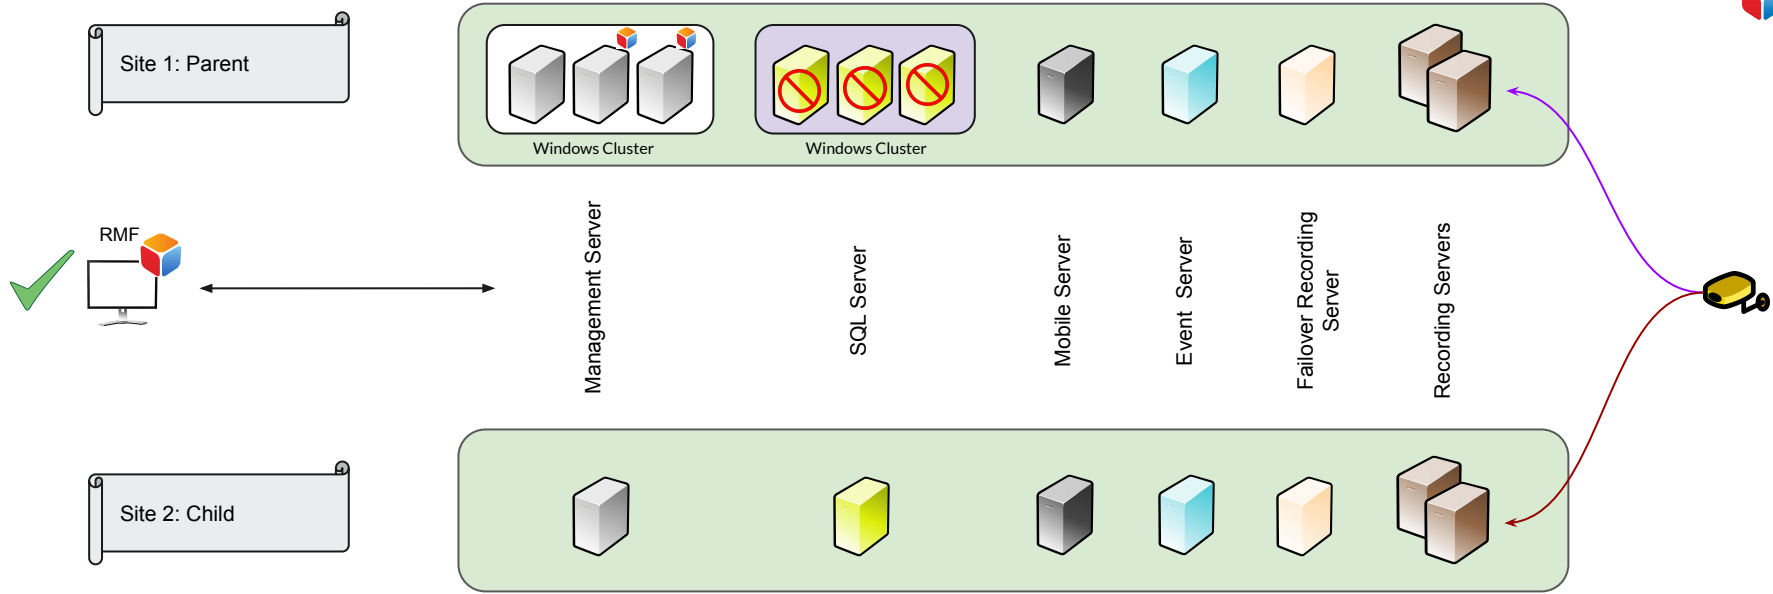 Site 1: Parent
Windows Cluster
Windows Cluster
RMF
Management Server
SQL Server
Mobile Server
Event  Server
Failover Recording
Server
Recording Servers
Site 2: Child